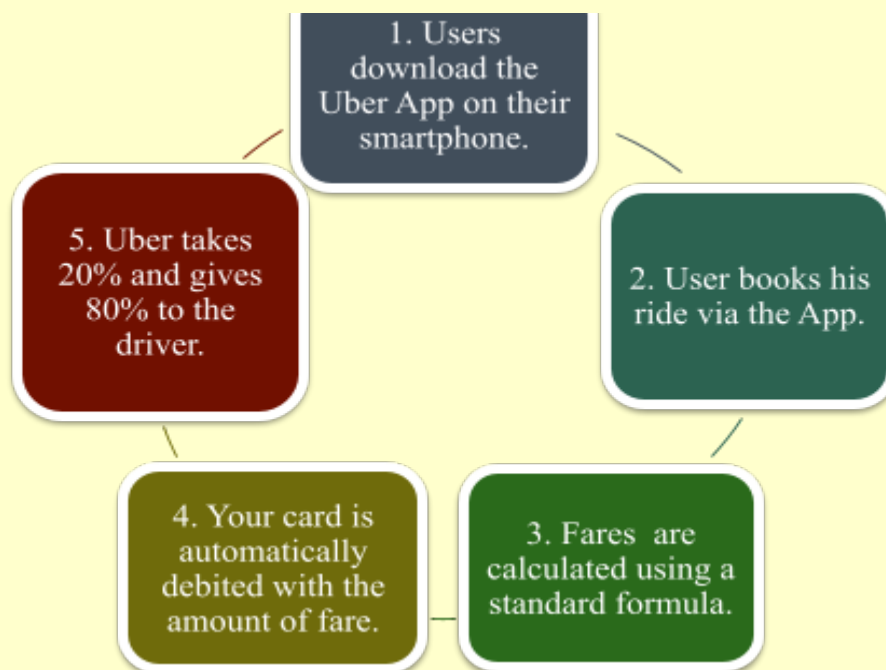 1. Users
download the
Uber App on their
smartphone.
2. User books his
ride via the App.
3. Fares are
calculated using a
standard formula.
4. Your card is
automatically
debited with the
amount of fare.
5. Uber takes
20% and gives
80% to the
driver.